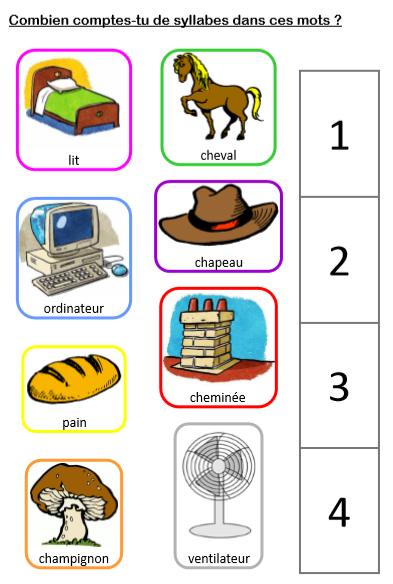 Combien comptes-tu de syllabes dans ces mots ?
lit
cheval
1
ordinateur
chapeau
2
pain
cheminée
3
champignon
ventilateur
4